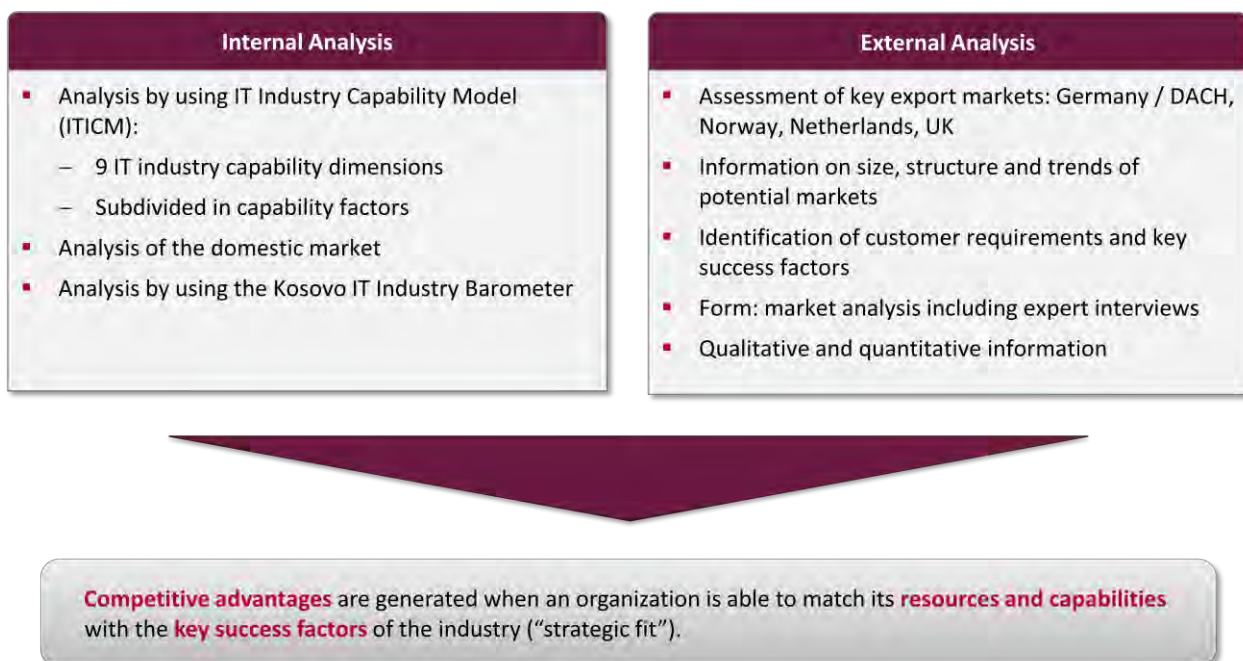 Internal Analysis
▪ Analysis by using IT Industry Capability Model
(ITICM):
– 9 IT industry capability dimensions
– Subdivided in capability factors
▪ Analysis of the domestic market
▪ Analysis by using the Kosovo IT Industry Barometer
External Analysis
▪ Assessment of key export markets: Germany / DACH,
Norway, Netherlands, UK
▪ Information on size, structure and trends of
potential markets
▪ Identification of customer requirements and key
success factors
▪ Form: market analysis including expert interviews
▪ Qualitative and quantitative information
Competitive advantages are generated when an organization is able to match its resources and capabilities
with the key success factors of the industry (“strategic fit”).